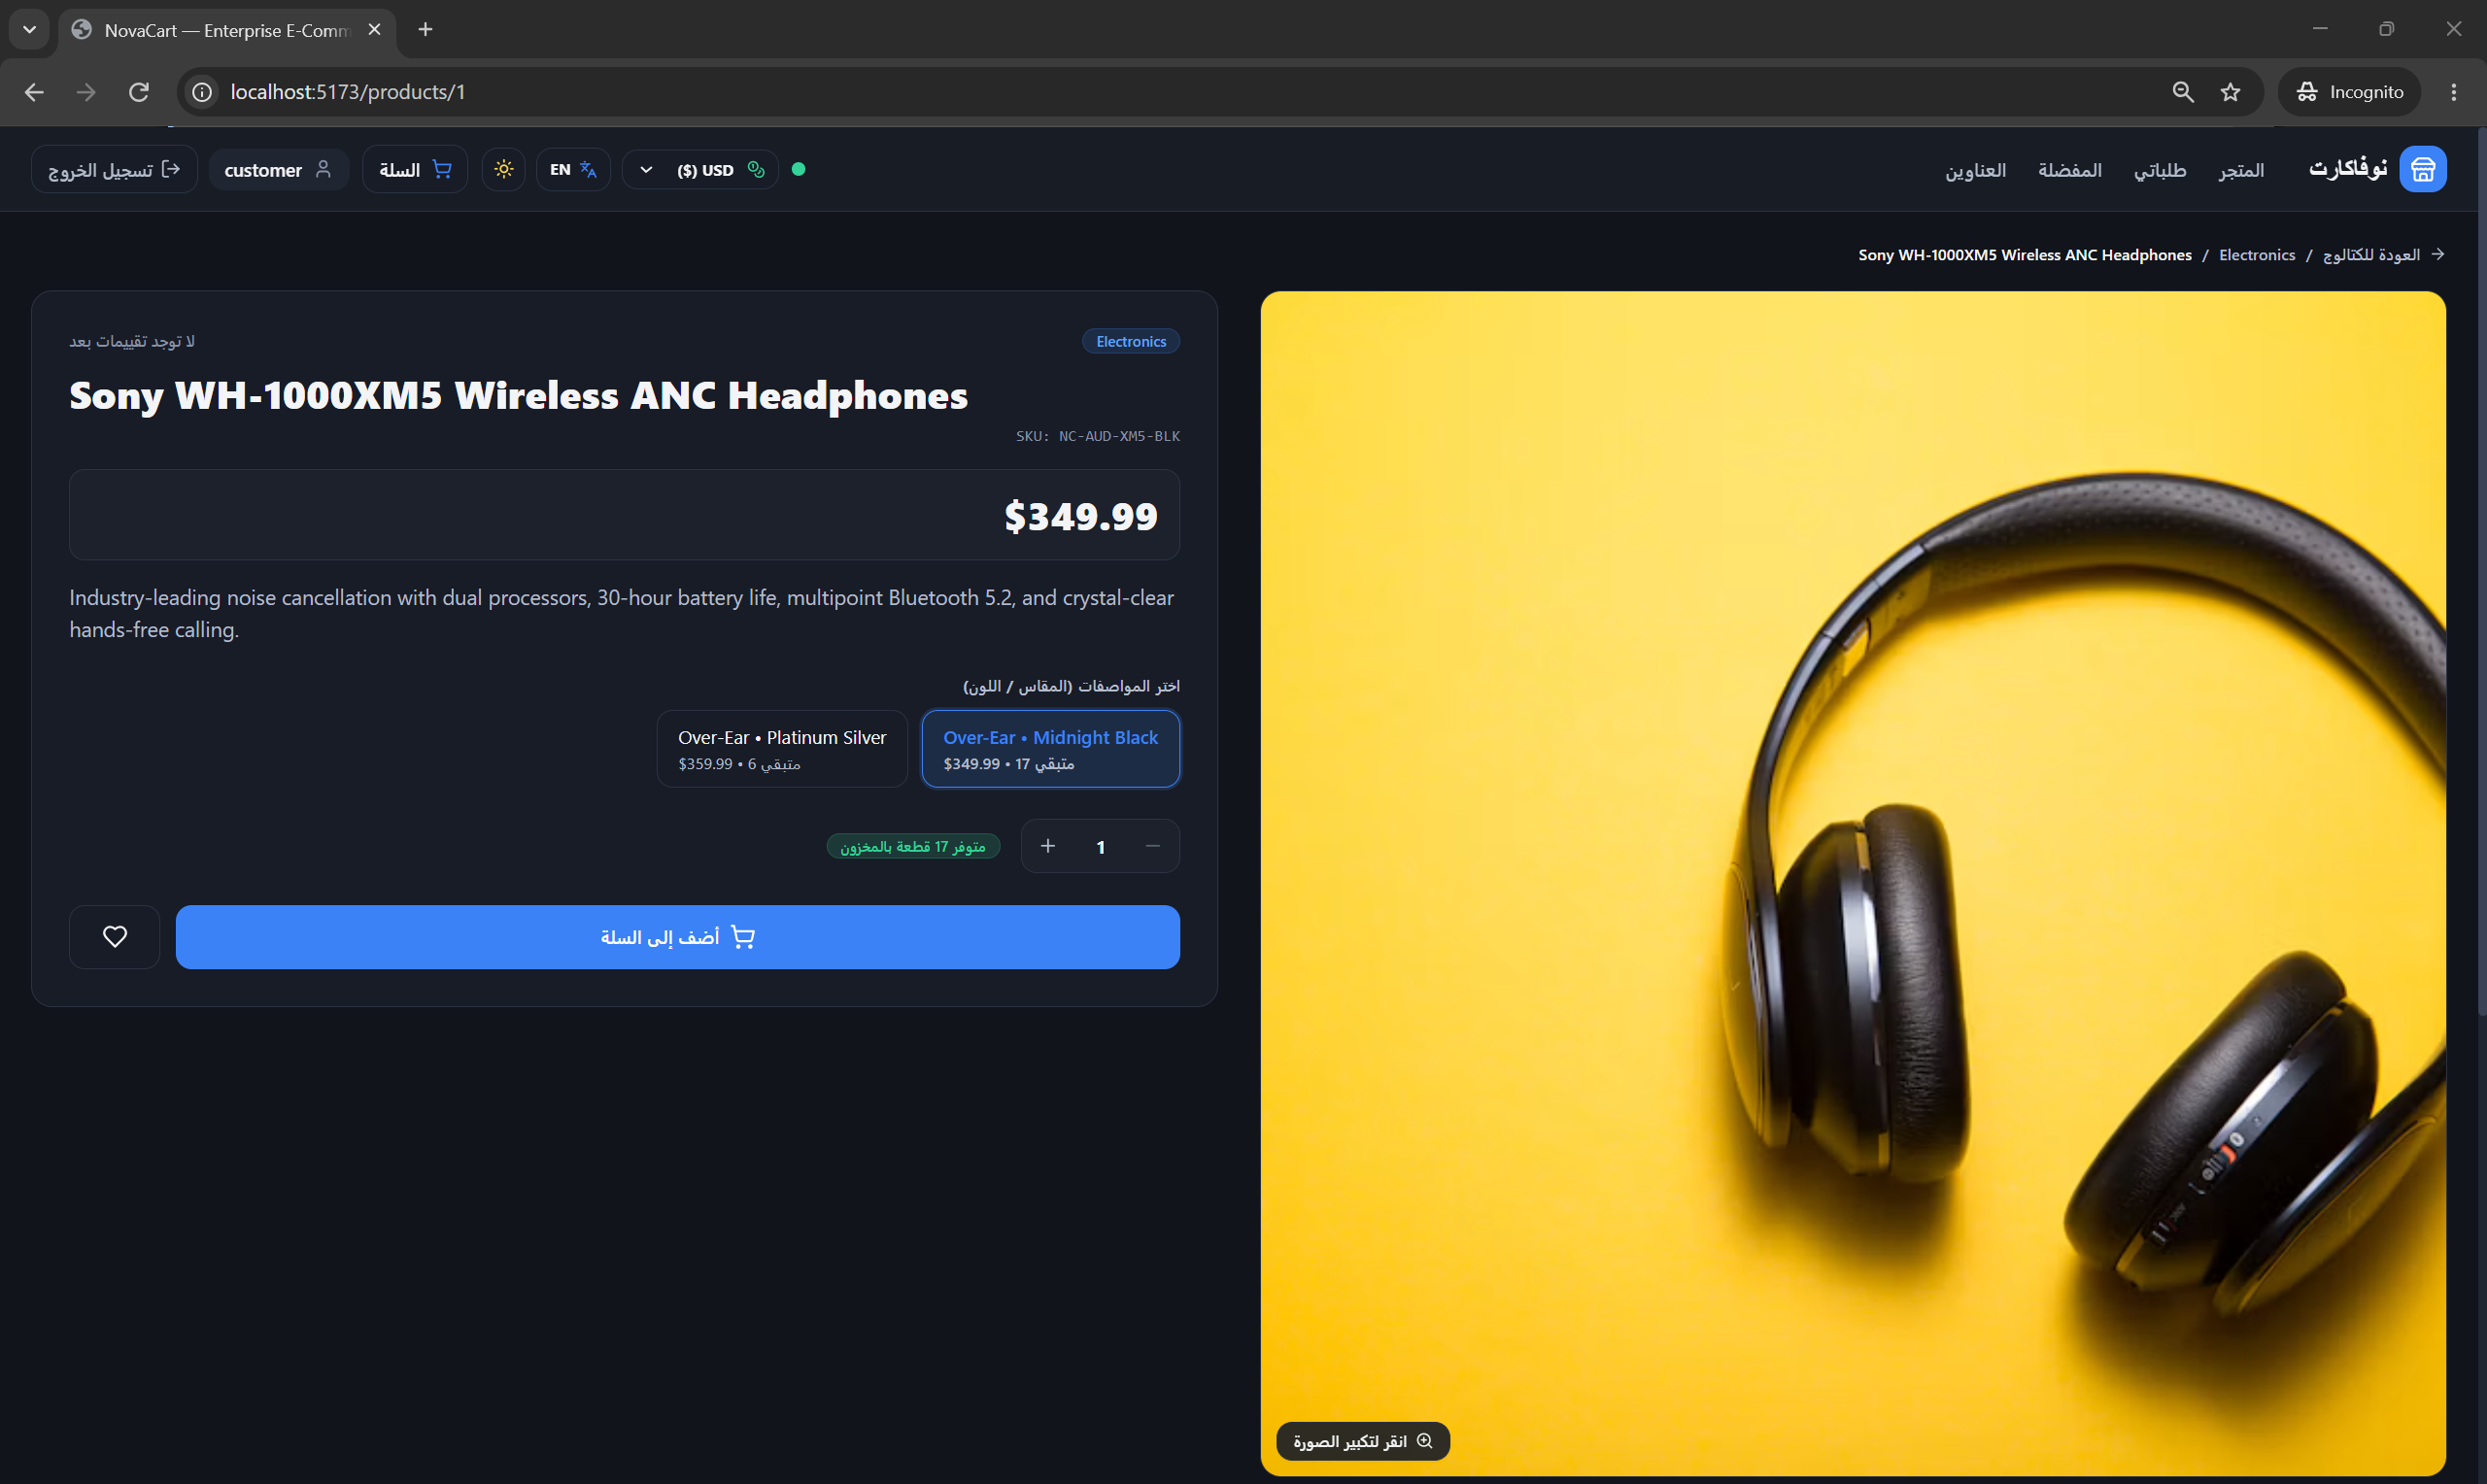 NovaCart — Enterprise E-Comm
localhost:5173/products/1
Incognito
نوفاكارت
المتجر
طلباتي
المفضلة
العناوين
USD ($)
EN
السلة
customer
تسجيل الخروج
العودة للكتالوج / Electronics / Sony WH-1000XM5 Wireless ANC Headphones
Electronics
لا توجد تقييمات بعد
Sony WH-1000XM5 Wireless ANC Headphones
SKU: NC-AUD-XM5-BLK
$349.99
Industry-leading noise cancellation with dual processors, 30-hour battery life, multipoint Bluetooth 5.2, and crystal-clear
hands-free calling.
اختر المواصفات (المقاس / اللون)
Over-Ear • Midnight Black
$349.99 • متبقي 17
Over-Ear • Platinum Silver
$359.99 • متبقي 6
1
متوفر 17 قطعة بالمخزون
أضف إلى السلة
انقر لتكبير الصورة